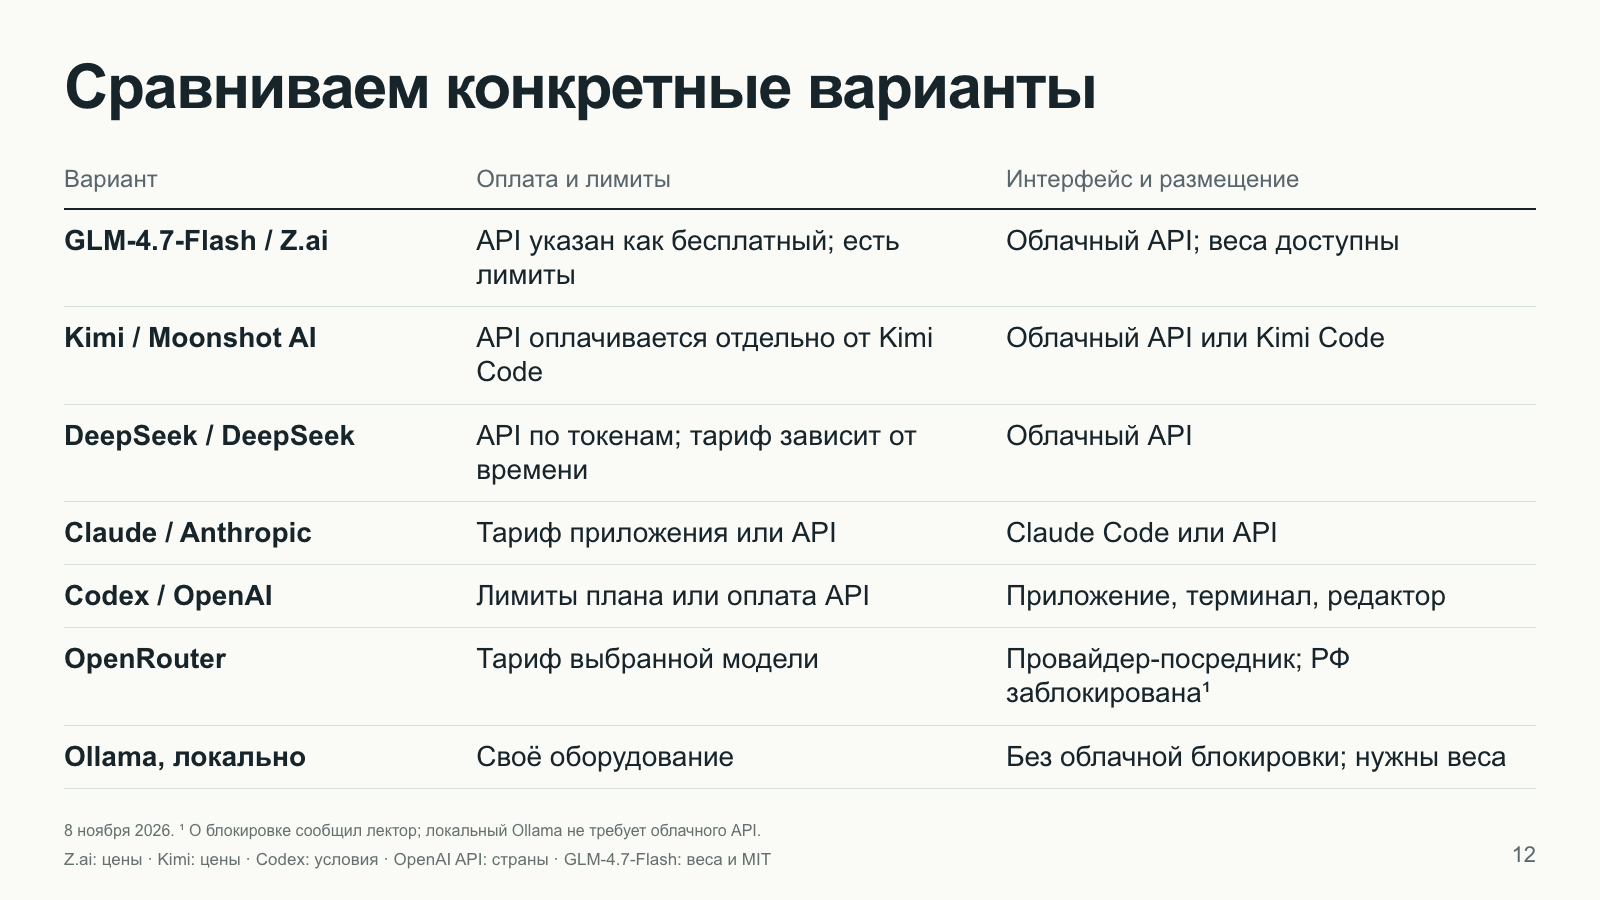 Сравниваем конкретные варианты
Вариант
Оплата и лимиты
Интерфейс и размещение
GLM-4.7-Flash / Z.ai
API указан как бесплатный; есть
лимиты
Облачный API; веса доступны
Kimi / Moonshot AI
API оплачивается отдельно от Kimi
Code
Облачный API или Kimi Code
DeepSeek / DeepSeek
API по токенам; тариф зависит от
времени
Облачный API
Claude / Anthropic
Тариф приложения или API
Claude Code или API
Codex / OpenAI
Лимиты плана или оплата API
Приложение, терминал, редактор
OpenRouter
Тариф выбранной модели
Провайдер-посредник; РФ
заблокирована¹
Ollama, локально
Своё оборудование
Без облачной блокировки; нужны веса
8 ноября 2026. ¹ О блокировке сообщил лектор; локальный Ollama не требует облачного API.
Z.ai: цены · Kimi: цены · Codex: условия · OpenAI API: страны · GLM-4.7-Flash: веса и MIT
12